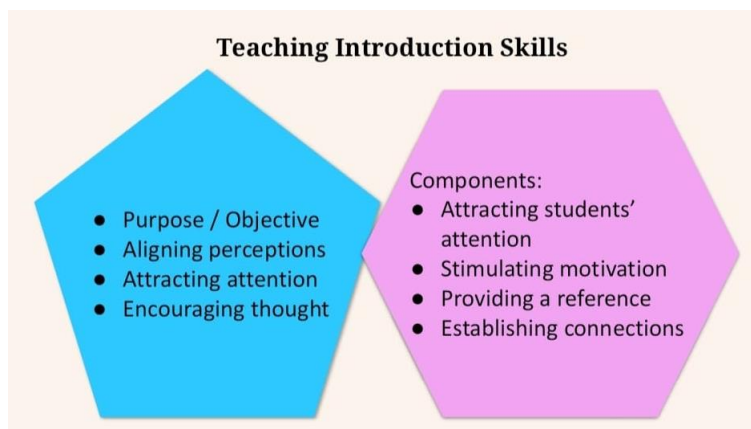 Teaching Introduction Skills
● Purpose / Objective
● Aligning perceptions
● Attracting attention
● Encouraging thought
Components:
● Attracting students’
attention
● Stimulating motivation
● Providing a reference
● Establishing connections